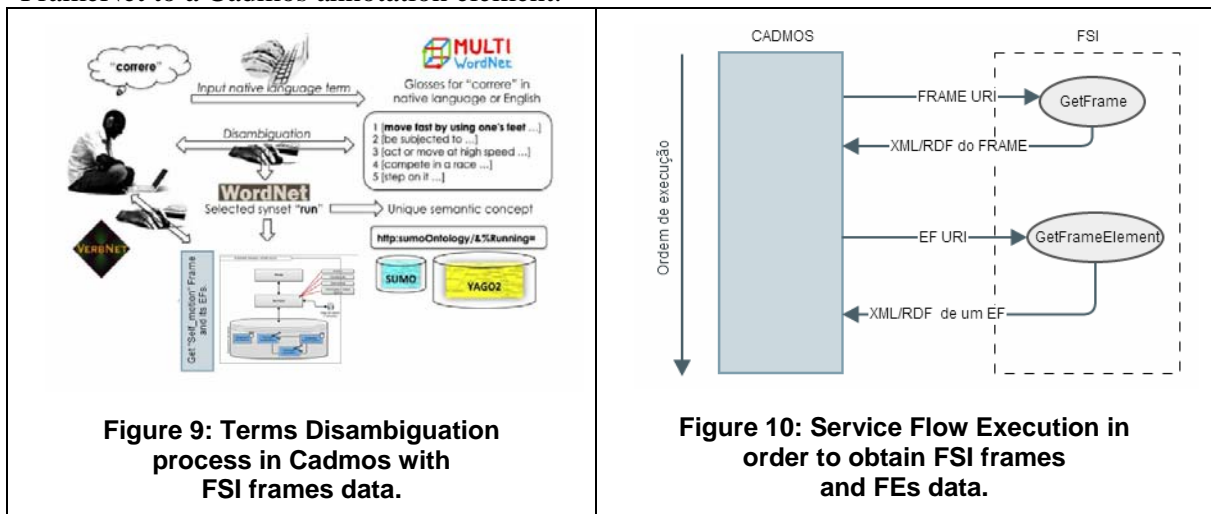 FrameNet to a Cadmos annotation element.
"correre"
Input native language term
MULTI
WordNet
Glosses for "correre" in
native language or English
Disambiguation
1 [move fast by using one's feet ...]
2 [be subjected to ...]
3 [act or move at high speed ...]
4 [compete in a race ...]
5 [step on it ...]
WordNet
Selected synset "run"
Unique semantic concept
VERBNET
http:sumoOntology/&%Running=
SUMO
YAGO2
Get "Self_motion" Frame
and its EFs.
Figure 9: Terms Disambiguation
process in Cadmos with
FSI frames data.
CADMOS
FSI
Ordem de execução
FRAME URI
GetFrame
XML/RDF do FRAME
EF URI
GetFrameElement
XML/RDF de um EF
Figure 10: Service Flow Execution in
order to obtain FSI frames
and FEs data.